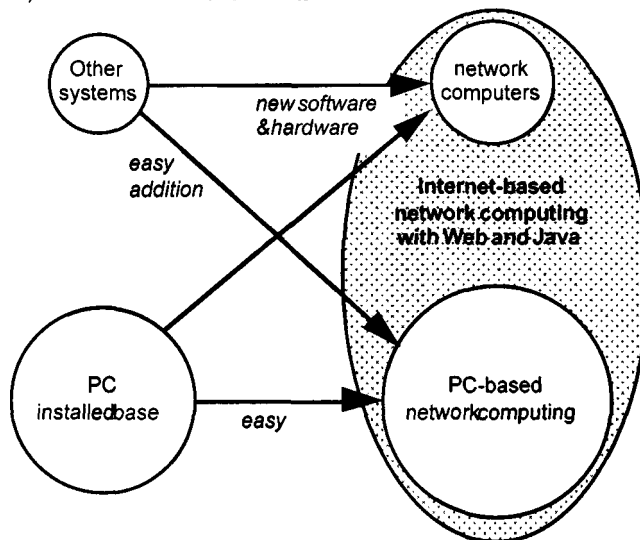 Other
systems
network
computers
new software
&hardware
easy
addition
Internet-based
network computing
with Web and Java
PC
installedbase
easy
PC-based
networkcomputing